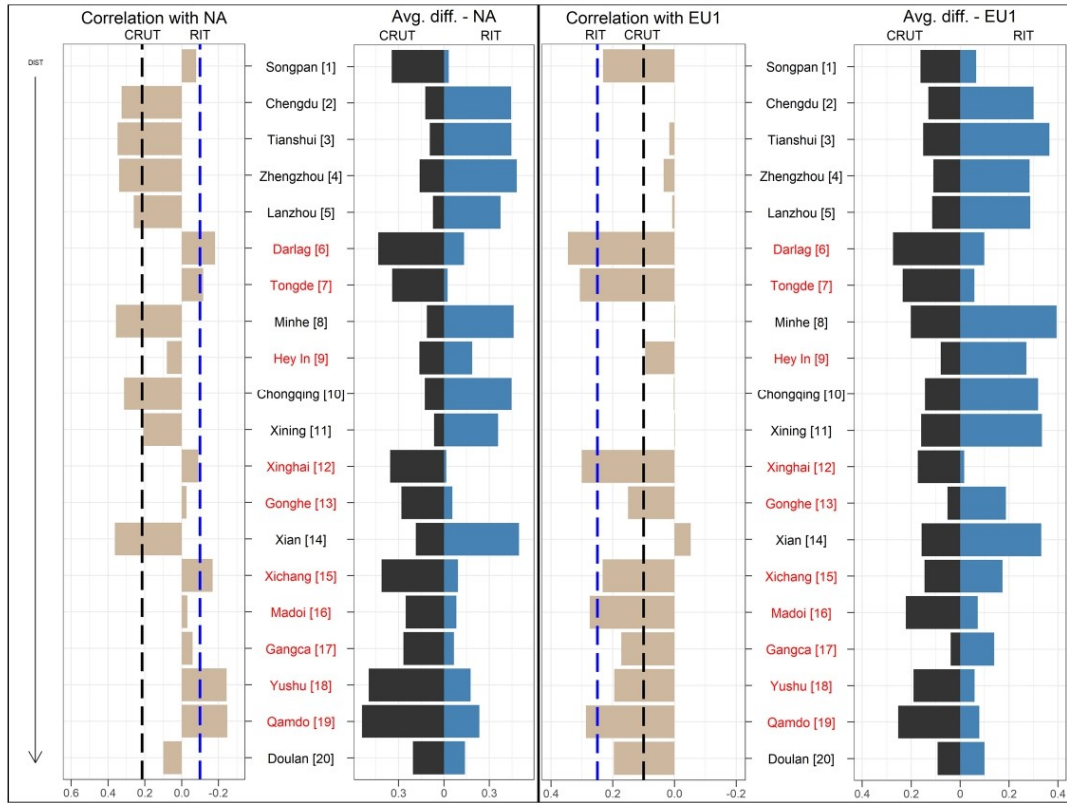 Correlation with NA Avg. diff. - NA Correlation with EU1 Avg. diff. - EU1
CRUT RIT CRUT RIT RIT CRUT CRUT RIT
DIST
Songpan [1] Songpan [1]
Chengdu [2] Chengdu [2]
Tianshui [3] Tianshui [3]
Zhengzhou [4] Zhengzhou [4]
Lanzhou [5] Lanzhou [5]
Darlag [6] Darlag [6]
Tongde [7] Tongde [7]
Minhe [8] Minhe [8]
Hey In [9] Hey In [9]
Chongqing [10] Chongqing [10]
Xining [11] Xining [11]
Xinghai [12] Xinghai [12]
Gonghe [13] Gonghe [13]
Xian [14] Xian [14]
Xichang [15] Xichang [15]
Madoi [16] Madoi [16]
Gangca [17] Gangca [17]
Yushu [18] Yushu [18]
Qamdo [19] Qamdo [19]
Doulan [20] Doulan [20]
0.6 0.4 0.2 0.0 -0.2 0.3 0 0.3 0.4 0.2 0.0 -0.2 0.4 0.2 0 0.2 0.4